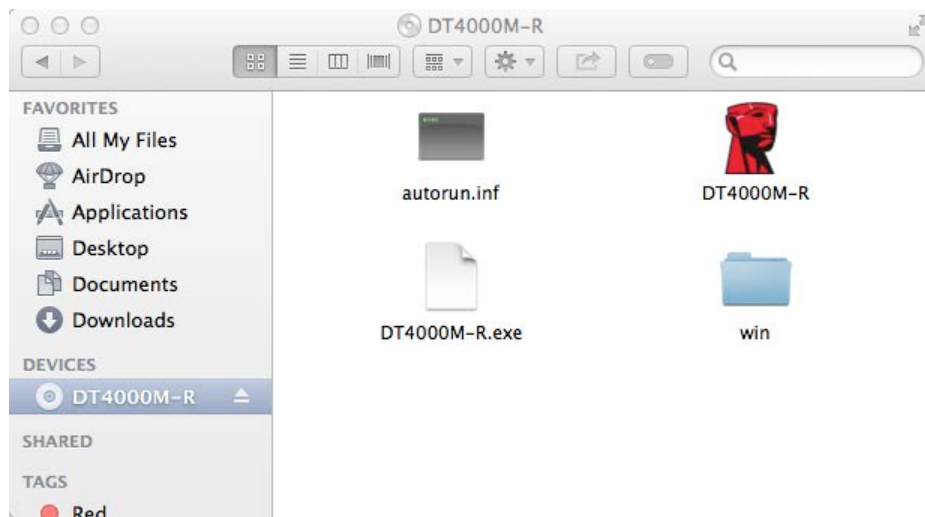 DT4000M-R
FAVORITES
All My Files
AirDrop
Applications
Desktop
Documents
Downloads
DEVICES
DT4000M-R
SHARED
TAGS
Red
autorun.inf
DT4000M-R
DT4000M-R.exe
win